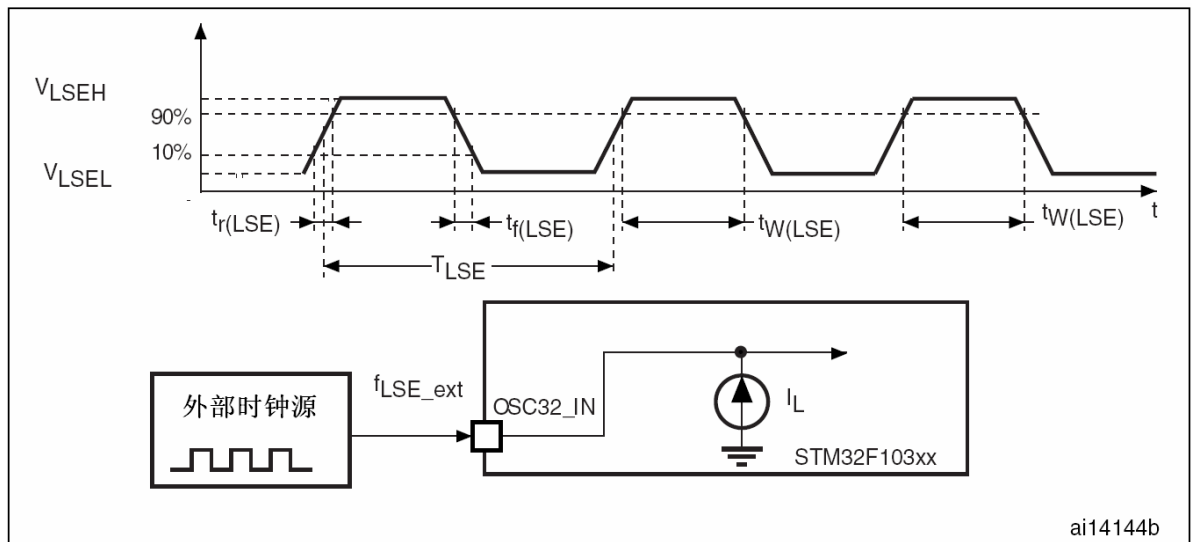 VLSEH
90%
10%
VLSEL
tr(LSE)
tf(LSE)
tW(LSE)
tW(LSE)
t
TLSE
外部时钟源
fLSE_ext
OSC32_IN
IL
STM32F103xx
ai14144b